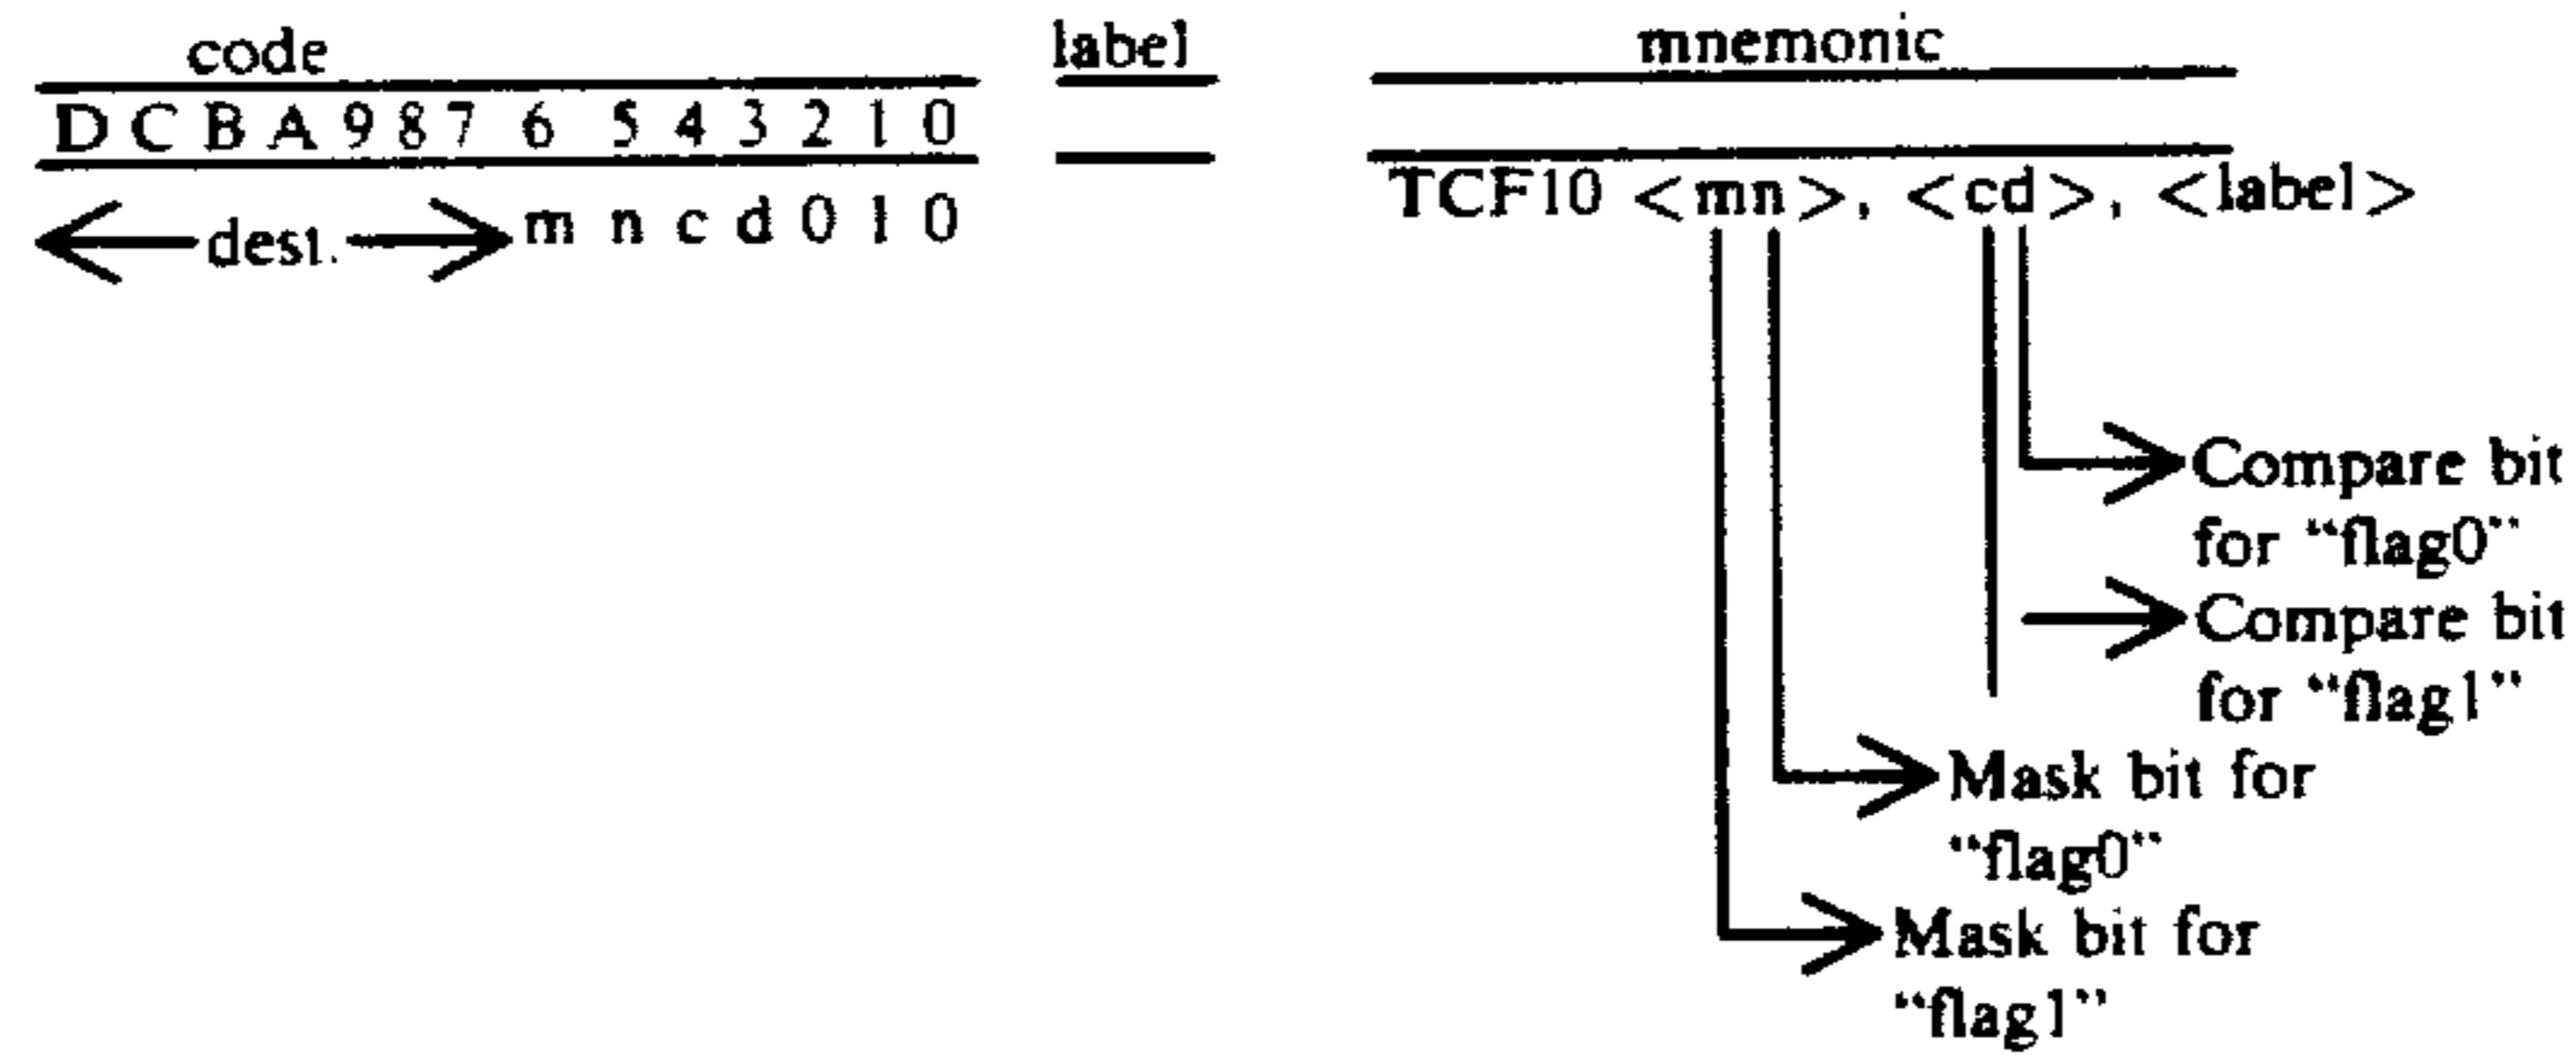 code label mnemonic
D C B A 9 8 7 6 5 4 3 2 1 0
TCF10 <mn>, <cd>, <label>
dest. m n c d 0 1 0
Compare bit
for "flag0"
Compare bit
for "flag1"
Mask bit for
"flag0"
Mask bit for
"flag1"